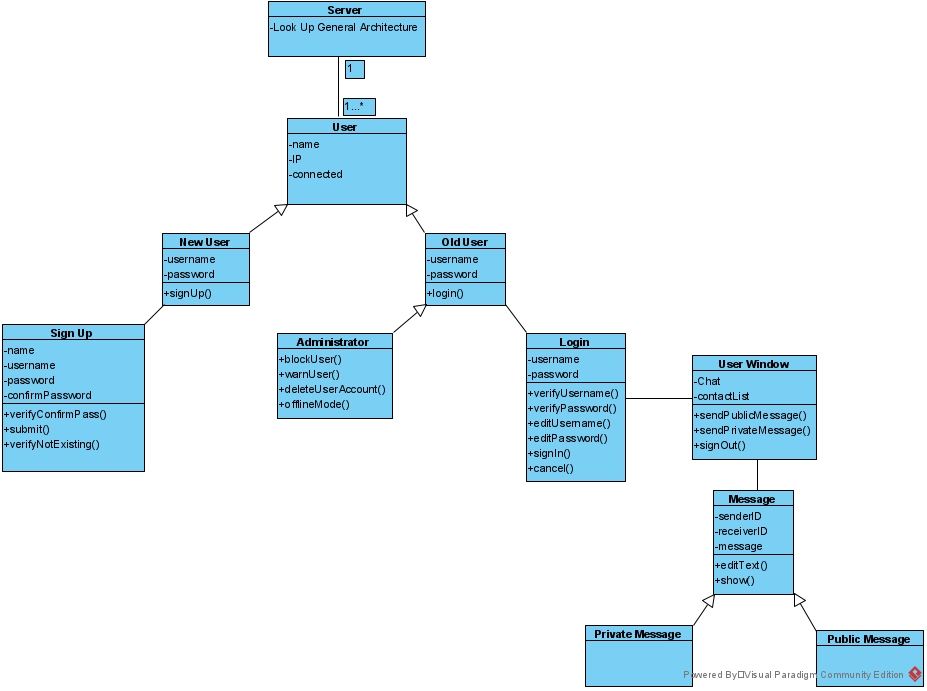 Server
-Look Up General Architecture
1
1...*
User
-name
-IP
-connected
New User
-username
-password
+signUp()
Old User
-username
-password
+login()
Sign Up
-name
-username
-password
-confirmPassword
+verifyConfirmPass()
+submit()
+verifyNotExisting()
Administrator
+blockUser()
+warnUser()
+deleteUserAccount()
+offlineMode()
Login
-username
-password
+verifyUsername()
+verifyPassword()
+editUsername()
+editPassword()
+signIn()
+cancel()
User Window
-Chat
-contactList
+sendPublicMessage()
+sendPrivateMessage()
+signOut()
Message
-senderID
-receiverID
-message
+editText()
+show()
Private Message
Public Message
Powered By□Visual Paradigm Community Edition